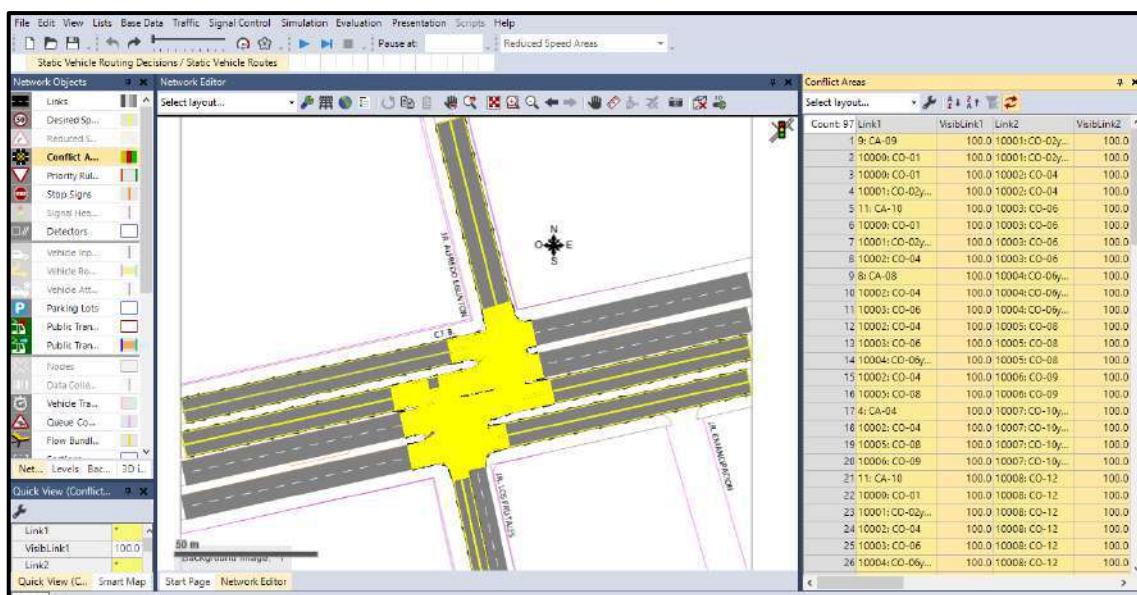 File Edit View Lists Base Data Traffic Signal Control Simulation Evaluation Presentation Scripts Help
Pause at: Reduced Speed Areas
Static Vehicle Routing Decisions / Static Vehicle Routes
Network Objects
Links
Desired Sp...
Reduced S...
Conflict A...
Priority Rul...
Stop Signs
Signal Hea...
Detectors
Vehicle Inp...
Vehicle Ro...
Vehicle Att...
Parking Lots
Public Tran...
Public Tran...
Nodes
Data Colle...
Vehicle Tra...
Queue Co...
Flow Bundl...
Net... Levels Bac... 3D i...
Quick View (Conflict...
Link1 *
VisibLink1 100.0
Link2 *
Quick View (C... Smart Map
Network Editor
Select layout...
N
O E
S
JR. LOS FRUTALES
JR. EMANCIPACION
50 m
Background image:
Start Page Network Editor
Conflict Areas
Select layout...
Count: 97 Link1 VisibLink1 Link2 VisibLink2
1 9: CA-09 100.0 10001: CO-02y... 100.0
2 10000: CO-01 100.0 10001: CO-02y... 100.0
3 10000: CO-01 100.0 10002: CO-04 100.0
4 10001: CO-02y... 100.0 10002: CO-04 100.0
5 11: CA-10 100.0 10003: CO-06 100.0
6 10000: CO-01 100.0 10003: CO-06 100.0
7 10001: CO-02y... 100.0 10003: CO-06 100.0
8 10002: CO-04 100.0 10003: CO-06 100.0
9 8: CA-08 100.0 10004: CO-06y... 100.0
10 10002: CO-04 100.0 10004: CO-06y... 100.0
11 10003: CO-06 100.0 10004: CO-06y... 100.0
12 10002: CO-04 100.0 10005: CO-08 100.0
13 10003: CO-06 100.0 10005: CO-08 100.0
14 10004: CO-06y... 100.0 10005: CO-08 100.0
15 10002: CO-04 100.0 10006: CO-09 100.0
16 10005: CO-08 100.0 10006: CO-09 100.0
17 4: CA-04 100.0 10007: CO-10y... 100.0
18 10002: CO-04 100.0 10007: CO-10y... 100.0
19 10005: CO-08 100.0 10007: CO-10y... 100.0
20 10006: CO-09 100.0 10007: CO-10y... 100.0
21 11: CA-10 100.0 10008: CO-12 100.0
22 10000: CO-01 100.0 10008: CO-12 100.0
23 10001: CO-02y... 100.0 10008: CO-12 100.0
24 10002: CO-04 100.0 10008: CO-12 100.0
25 10003: CO-06 100.0 10008: CO-12 100.0
26 10004: CO-06y... 100.0 10008: CO-12 100.0